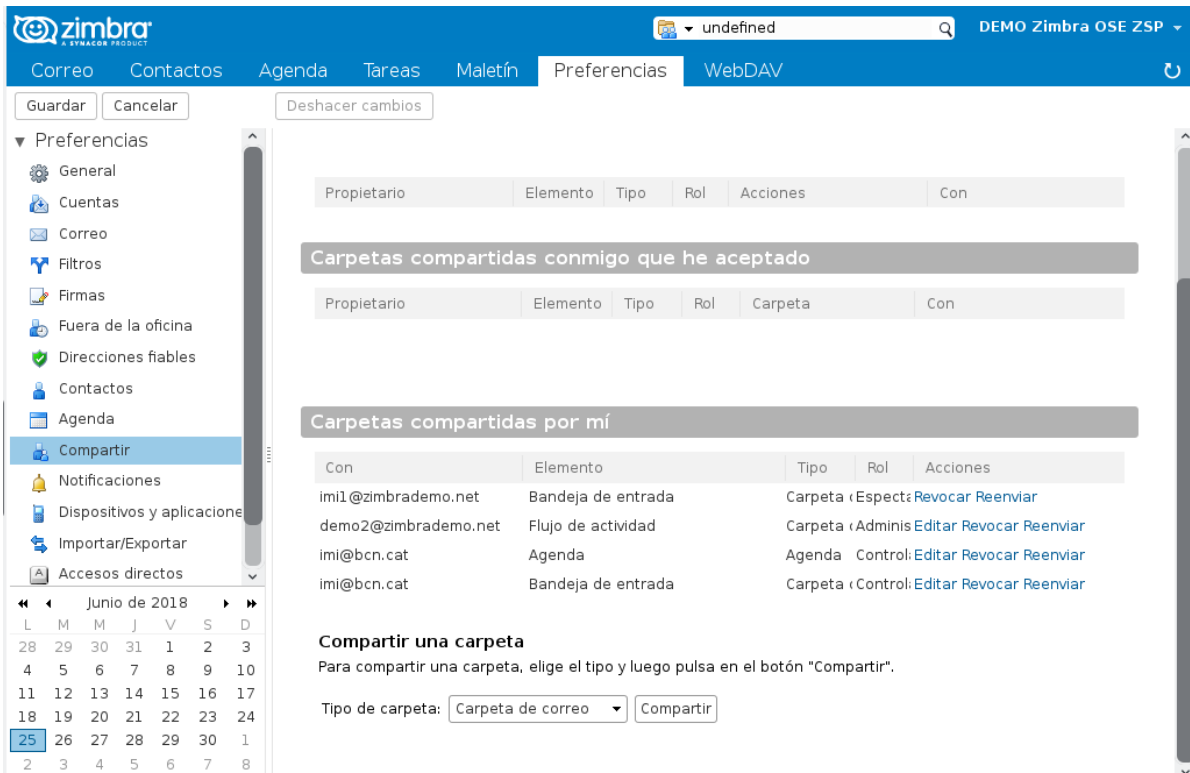 zimbra
A SYNACOR PRODUCT
undefined
DEMO Zimbra OSE ZSP
Correo Contactos Agenda Tareas Maletín Preferencias WebDAV
Guardar Cancelar Deshacer cambios
Preferencias
General
Cuentas
Correo
Filtros
Firmas
Fuera de la oficina
Direcciones fiables
Contactos
Agenda
Compartir
Notificaciones
Dispositivos y aplicacione
Importar/Exportar
Accesos directos
Junio de 2018
L M M J V S D
28 29 30 31 1 2 3
4 5 6 7 8 9 10
11 12 13 14 15 16 17
18 19 20 21 22 23 24
25 26 27 28 29 30 1
2 3 4 5 6 7 8
Propietario Elemento Tipo Rol Acciones Con
Carpetas compartidas conmigo que he aceptado
Propietario Elemento Tipo Rol Carpeta Con
Carpetas compartidas por mí
Con Elemento Tipo Rol Acciones
imi1@zimbrademo.net Bandeja de entrada Carpeta Especta Revocar Reenviar
demo2@zimbrademo.net Flujo de actividad Carpeta Adminis Editar Revocar Reenviar
imi@bcn.cat Agenda Agenda Control Editar Revocar Reenviar
imi@bcn.cat Bandeja de entrada Carpeta Control Editar Revocar Reenviar
Compartir una carpeta
Para compartir una carpeta, elige el tipo y luego pulsa en el botón "Compartir".
Tipo de carpeta: Carpeta de correo Compartir